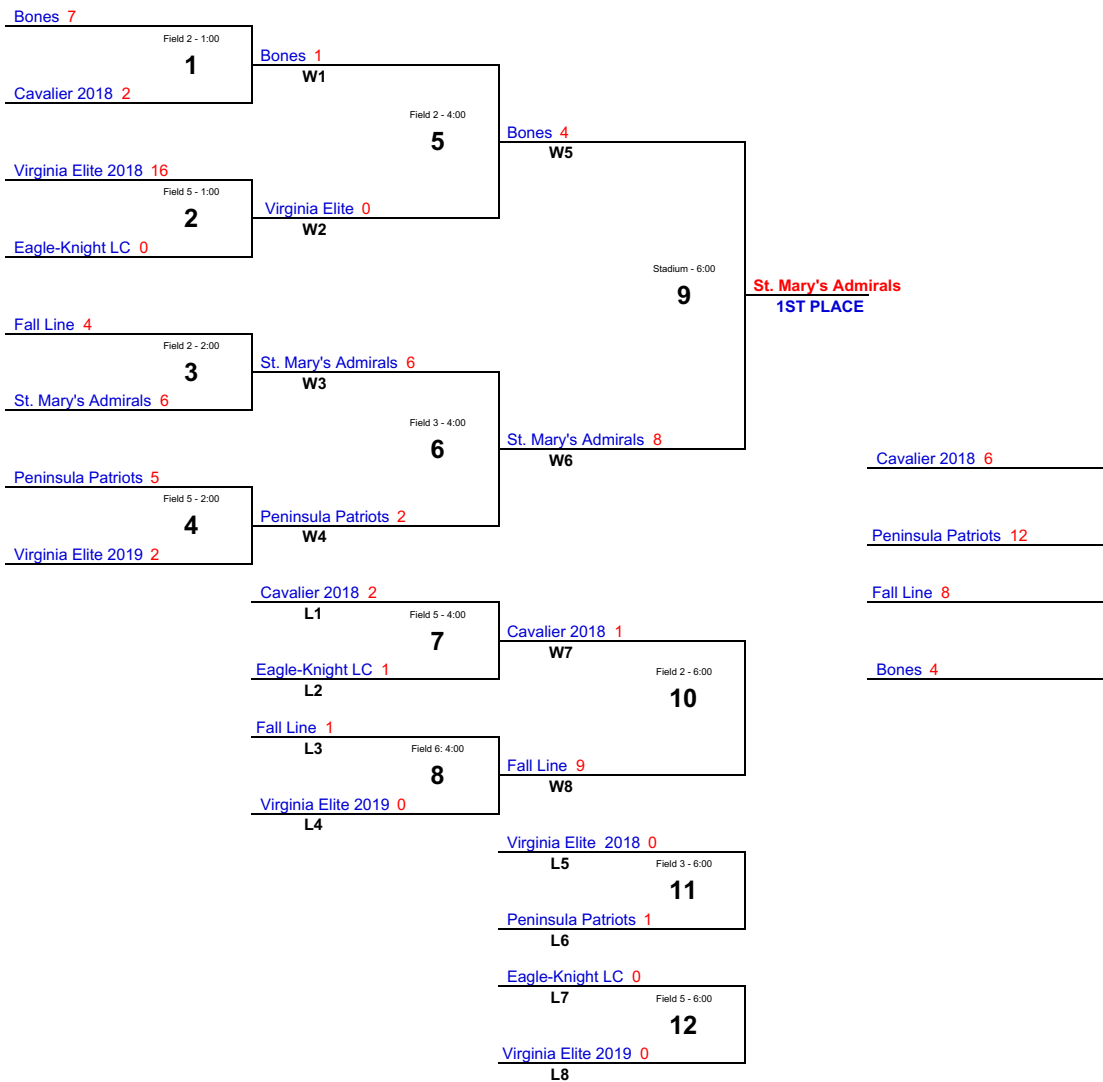 Bones 7
Field 2 - 1:00
1
Cavalier 2018 2
Bones 1
W1
Field 2 - 4:00
5
Virginia Elite 2018 16
Field 5 - 1:00
2
Eagle-Knight LC 0
Virginia Elite 0
W2
Bones 4
W5
Stadium - 6:00
9
St. Mary's Admirals
1ST PLACE
Fall Line 4
Field 2 - 2:00
3
St. Mary's Admirals 6
St. Mary's Admirals 6
W3
Field 3 - 4:00
6
Peninsula Patriots 5
Field 5 - 2:00
4
Virginia Elite 2019 2
Peninsula Patriots 2
W4
St. Mary's Admirals 8
W6
Cavalier 2018 6
Peninsula Patriots 12
Fall Line 8
Bones 4
Cavalier 2018 2
L1
Field 5 - 4:00
7
Eagle-Knight LC 1
L2
Cavalier 2018 1
W7
Field 2 - 6:00
10
Fall Line 1
L3
Field 6: 4:00
8
Virginia Elite 2019 0
L4
Fall Line 9
W8
Virginia Elite 2018 0
L5
Field 3 - 6:00
11
Peninsula Patriots 1
L6
Eagle-Knight LC 0
L7
Field 5 - 6:00
12
Virginia Elite 2019 0
L8